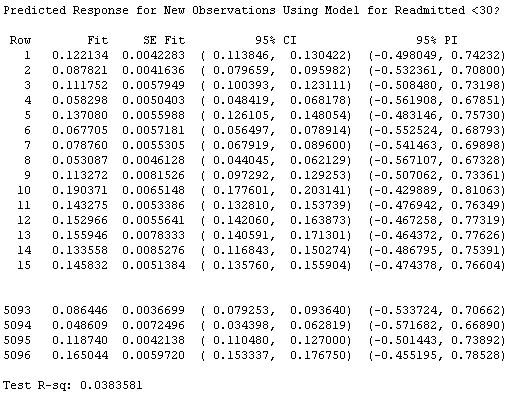 Predicted Response for New Observations Using Model for Readmitted <30?
Row Fit SE Fit 95% CI 95% PI
1 0.122134 0.0042283 ( 0.113846, 0.130422) (-0.498049, 0.74232)
2 0.087821 0.0041636 ( 0.079659, 0.095982) (-0.532361, 0.70800)
3 0.111752 0.0057949 ( 0.100393, 0.123111) (-0.508480, 0.73198)
4 0.058298 0.0050403 ( 0.048419, 0.068178) (-0.561908, 0.67851)
5 0.137080 0.0055988 ( 0.126105, 0.148054) (-0.483146, 0.75730)
6 0.067705 0.0057181 ( 0.056497, 0.078914) (-0.552524, 0.68793)
7 0.078760 0.0055305 ( 0.067919, 0.089600) (-0.541463, 0.69898)
8 0.053087 0.0046128 ( 0.044045, 0.062129) (-0.567107, 0.67328)
9 0.113272 0.0081526 ( 0.097292, 0.129253) (-0.507062, 0.73361)
10 0.190371 0.0065148 ( 0.177601, 0.203141) (-0.429889, 0.81063)
11 0.143275 0.0053386 ( 0.132810, 0.153739) (-0.476942, 0.76349)
12 0.152966 0.0055641 ( 0.142060, 0.163873) (-0.467258, 0.77319)
13 0.155946 0.0078333 ( 0.140591, 0.171301) (-0.464372, 0.77626)
14 0.133558 0.0085276 ( 0.116843, 0.150274) (-0.486795, 0.75391)
15 0.145832 0.0051384 ( 0.135760, 0.155904) (-0.474378, 0.76604)
5093 0.086446 0.0036699 ( 0.079253, 0.093640) (-0.533724, 0.70662)
5094 0.048609 0.0072496 ( 0.034398, 0.062819) (-0.571682, 0.66890)
5095 0.118740 0.0042138 ( 0.110480, 0.127000) (-0.501443, 0.73892)
5096 0.165044 0.0059720 ( 0.153337, 0.176750) (-0.455195, 0.78528)
Test R-sq: 0.0383581